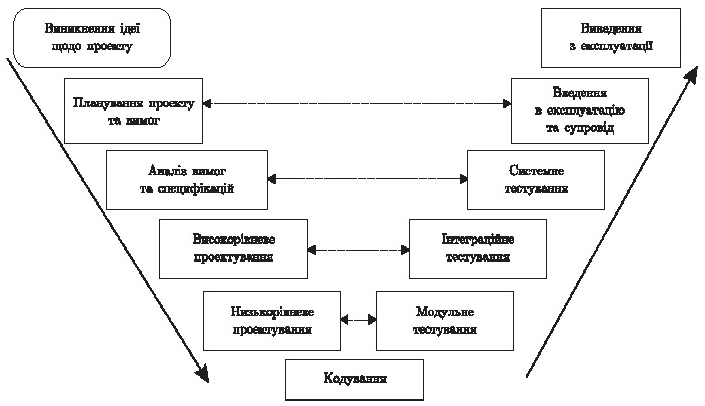 Виникнення ідеї
щодо проекту
Виведення
з експлуатації
Планування проекту
та вимог
Введення
в експлуатацію
та супровід
Аналіз вимог
та специфікацій
Системне
тестування
Високорівневе
проектування
Інтеграційне
тестування
Низькорівневе
проектування
Модульне
тестування
Кодування